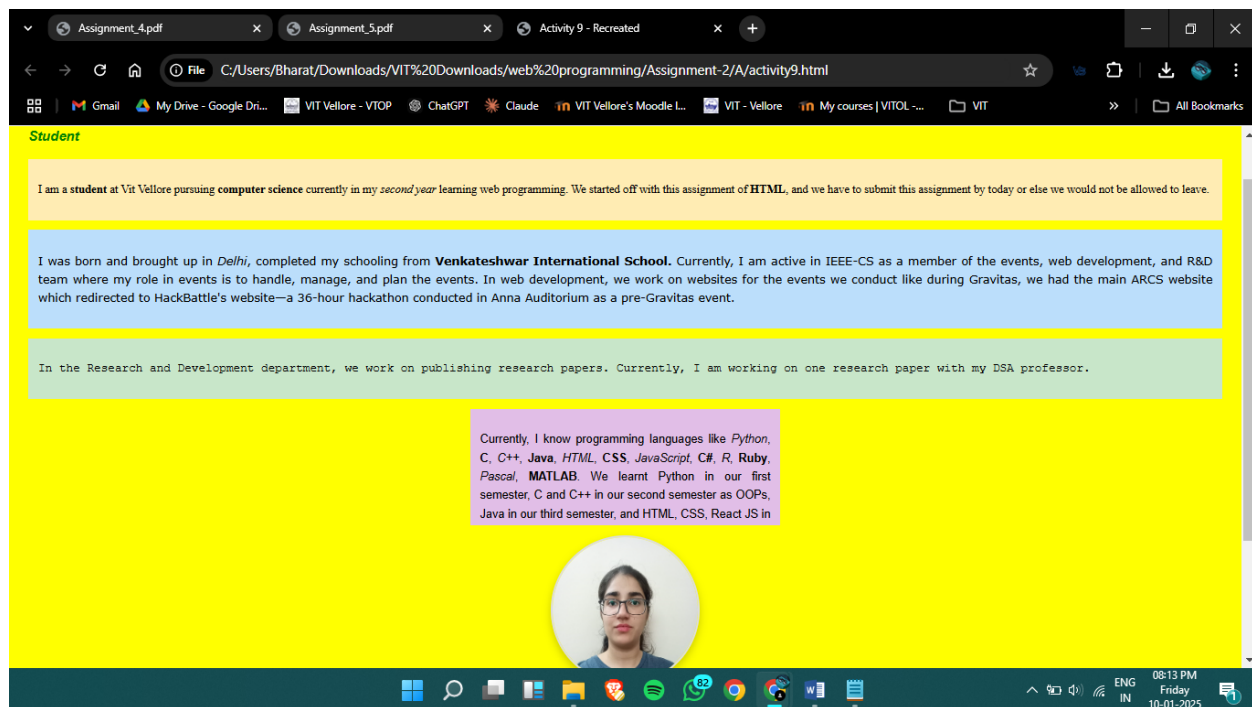 Assignment_4.pdf
Assignment_5.pdf
Activity 9 - Recreated
File C:/Users/Bharat/Downloads/VIT%20Downloads/web%20programming/Assignment-2/A/activity9.html
Gmail My Drive - Google Dri... VIT Vellore - VTOP ChatGPT Claude VIT Vellore's Moodle I... VIT - Vellore My courses | VITOL -... VIT » All Bookmarks
Student
I am a student at Vit Vellore pursuing computer science currently in my second year learning web programming. We started off with this assignment of HTML, and we have to submit this assignment by today or else we would not be allowed to leave.
I was born and brought up in Delhi, completed my schooling from Venkateshwar International School. Currently, I am active in IEEE-CS as a member of the events, web development, and R&D
team where my role in events is to handle, manage, and plan the events. In web development, we work on websites for the events we conduct like during Gravitas, we had the main ARCS website
which redirected to HackBattle's website—a 36-hour hackathon conducted in Anna Auditorium as a pre-Gravitas event.
In the Research and Development department, we work on publishing research papers. Currently, I am working on one research paper with my DSA professor.
Currently, I know programming languages like Python,
C, C++, Java, HTML, CSS, JavaScript, C#, R, Ruby,
Pascal, MATLAB. We learnt Python in our first
semester, C and C++ in our second semester as OOPs,
Java in our third semester, and HTML, CSS, React JS in
82
ENG
IN
08:13 PM
Friday
10-01-2025
1